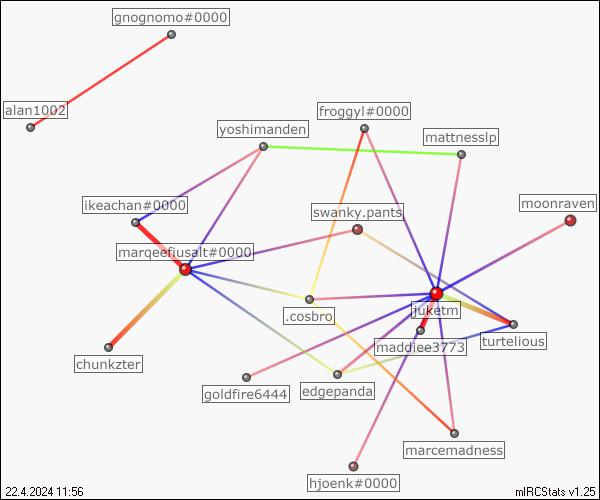 gnognomo#0000
alan1002
froggyl#0000
yoshimanden
mattnesslp
ikeachan#0000
swanky.pants
moonraven
marqeefiusalt#0000
.cosbro
juketm
maddiee3773
turtelious
chunkzter
goldfire6444
edgepanda
marcemadness
hjoenk#0000
22.4.2024 11:56
mIRCStats v1.25